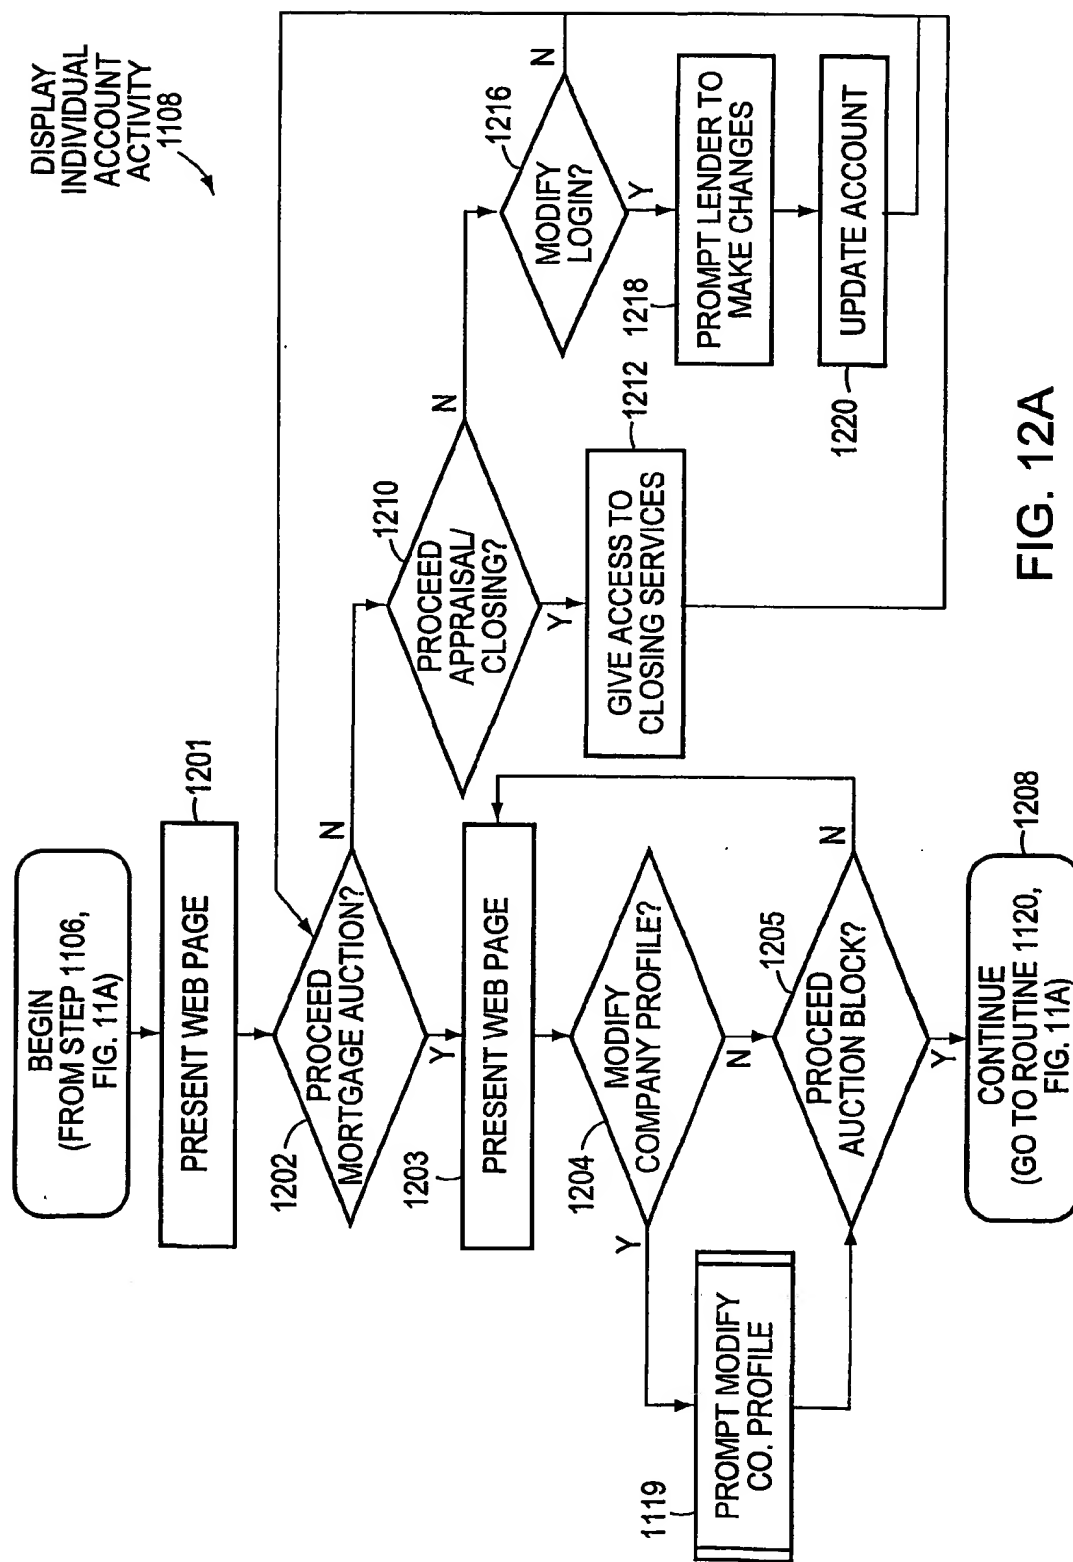 DISPLAY
INDIVIDUAL
ACCOUNT
ACTIVITY
1108
BEGIN
(FROM STEP 1106,
FIG. 11A)
PRESENT WEB PAGE
1201
PROCEED
MORTGAGE AUCTION?
1202
N
Y
PROCEED
APPRAISAL/
CLOSING?
1210
N
Y
MODIFY
LOGIN?
1216
N
Y
GIVE ACCESS TO
CLOSING SERVICES
1212
PROMPT LENDER TO
MAKE CHANGES
1218
UPDATE ACCOUNT
1220
PRESENT WEB PAGE
1203
MODIFY
COMPANY PROFILE?
1204
Y
N
PROMPT MODIFY
CO. PROFILE
1119
PROCEED
AUCTION BLOCK?
1205
N
Y
CONTINUE
(GO TO ROUTINE 1120,
FIG. 11A)
1208
FIG. 12A